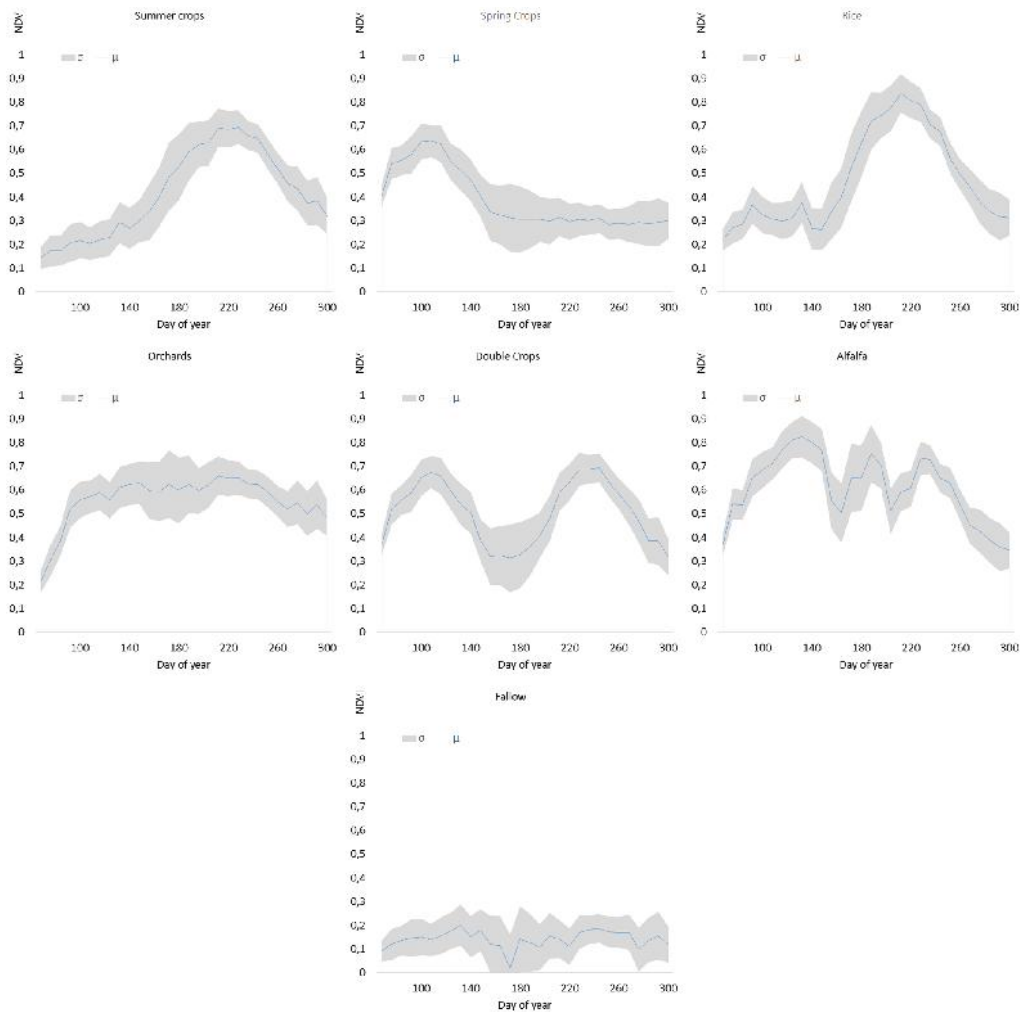 NDVI
Summer crops
σ μ
1
0,9
0,8
0,7
0,6
0,5
0,4
0,3
0,2
0,1
0
100 140 180 220 260 300
Day of year
NDVI
Spring Crops
σ μ
1
0,9
0,8
0,7
0,6
0,5
0,4
0,3
0,2
0,1
0
100 140 180 220 260 300
Day of year
NDVI
Rice
σ μ
1
0,9
0,8
0,7
0,6
0,5
0,4
0,3
0,2
0,1
0
100 140 180 220 260 300
Day of year
NDVI
Orchards
σ μ
1
0,9
0,8
0,7
0,6
0,5
0,4
0,3
0,2
0,1
0
100 140 180 220 260 300
Day of year
NDVI
Double Crops
σ μ
1
0,9
0,8
0,7
0,6
0,5
0,4
0,3
0,2
0,1
0
100 140 180 220 260 300
Day of year
NDVI
Alfalfa
σ μ
1
0,9
0,8
0,7
0,6
0,5
0,4
0,3
0,2
0,1
0
100 140 180 220 260 300
Day of year
NDVI
Fallow
σ μ
1
0,9
0,8
0,7
0,6
0,5
0,4
0,3
0,2
0,1
0
100 140 180 220 260 300
Day of year